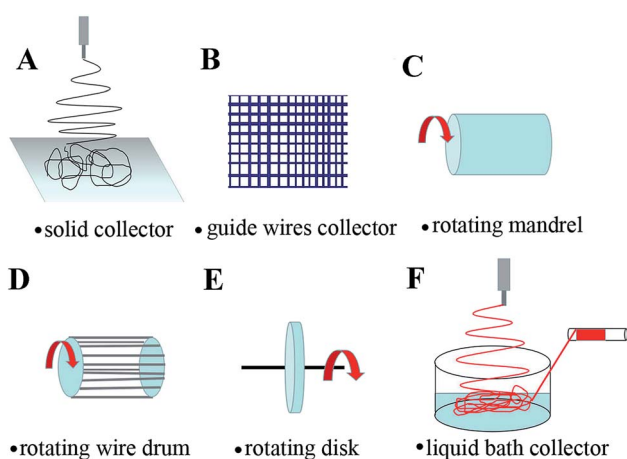 A
B
C
• solid collector
• guide wires collector
• rotating mandrel
D
E
F
• rotating wire drum
• rotating disk
• liquid bath collector